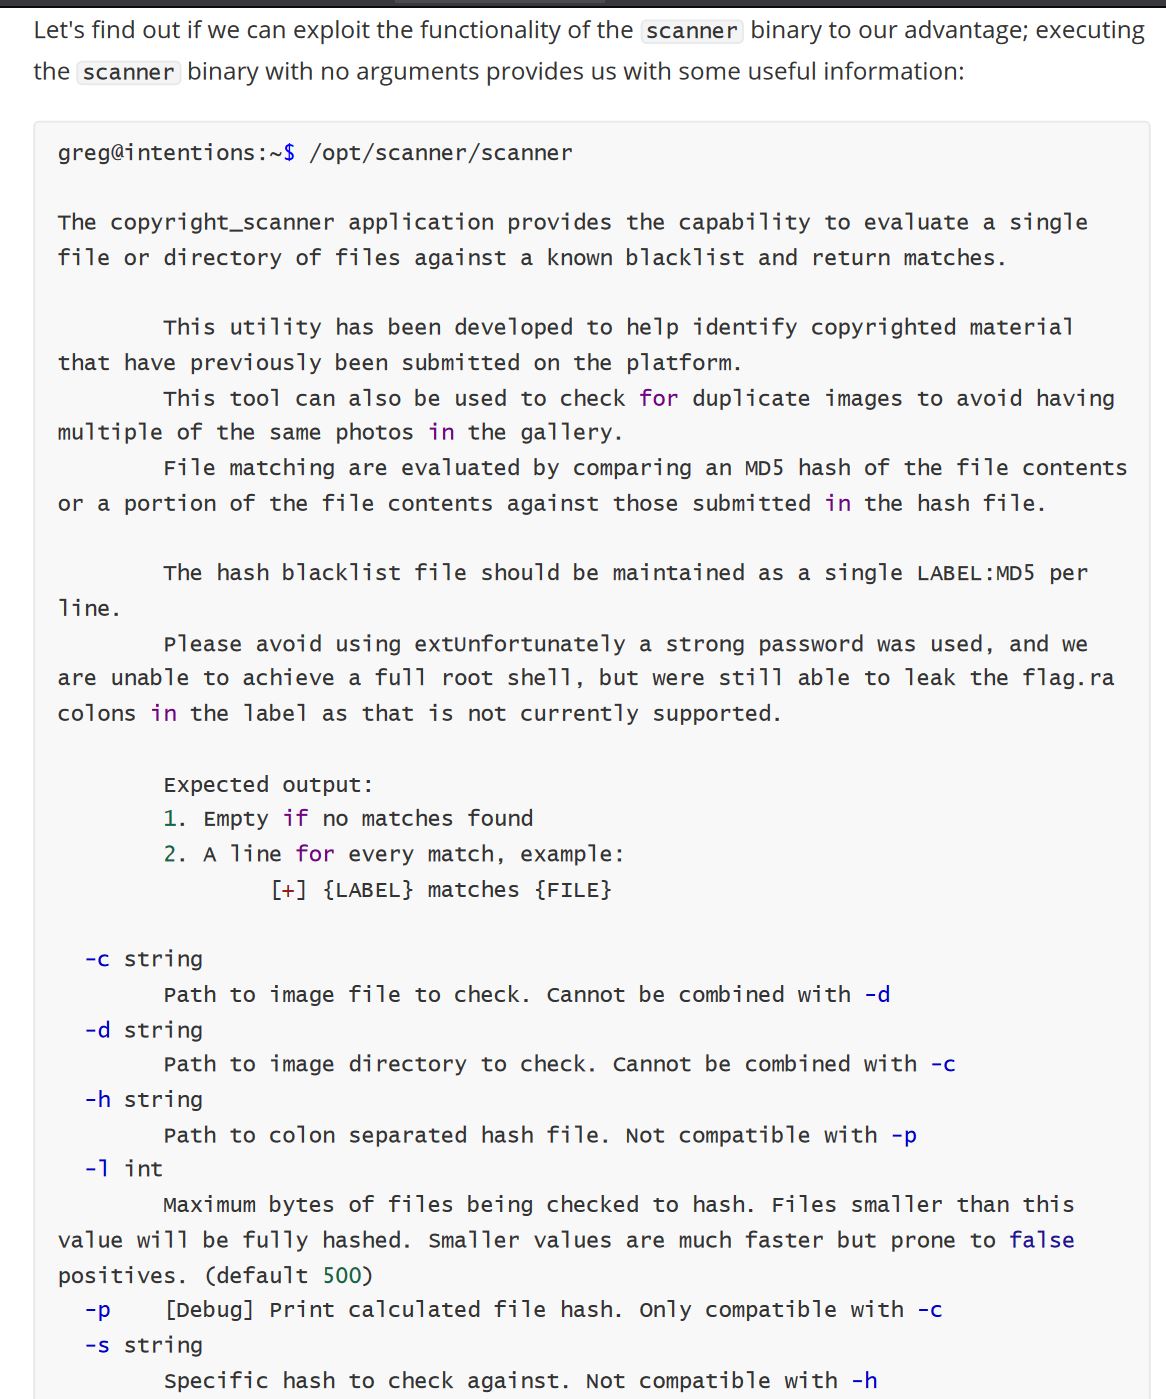 Let's find out if we can exploit the functionality of the scanner binary to our advantage; executing
the scanner binary with no arguments provides us with some useful information:
greg@intentions:~$ /opt/scanner/scanner
The copyright_scanner application provides the capability to evaluate a single
file or directory of files against a known blacklist and return matches.
This utility has been developed to help identify copyrighted material
that have previously been submitted on the platform.
This tool can also be used to check for duplicate images to avoid having
multiple of the same photos in the gallery.
File matching are evaluated by comparing an MD5 hash of the file contents
or a portion of the file contents against those submitted in the hash file.
The hash blacklist file should be maintained as a single LABEL:MD5 per
line.
Please avoid using extUnfortunately a strong password was used, and we
are unable to achieve a full root shell, but were still able to leak the flag.ra
colons in the label as that is not currently supported.
Expected output:
1. Empty if no matches found
2. A line for every match, example:
[+] {LABEL} matches {FILE}
-c string
Path to image file to check. Cannot be combined with -d
-d string
Path to image directory to check. Cannot be combined with -c
-h string
Path to colon separated hash file. Not compatible with -p
-l int
Maximum bytes of files being checked to hash. Files smaller than this
value will be fully hashed. Smaller values are much faster but prone to false
positives. (default 500)
-p [Debug] Print calculated file hash. Only compatible with -c
-s string
Specific hash to check against. Not compatible with -h